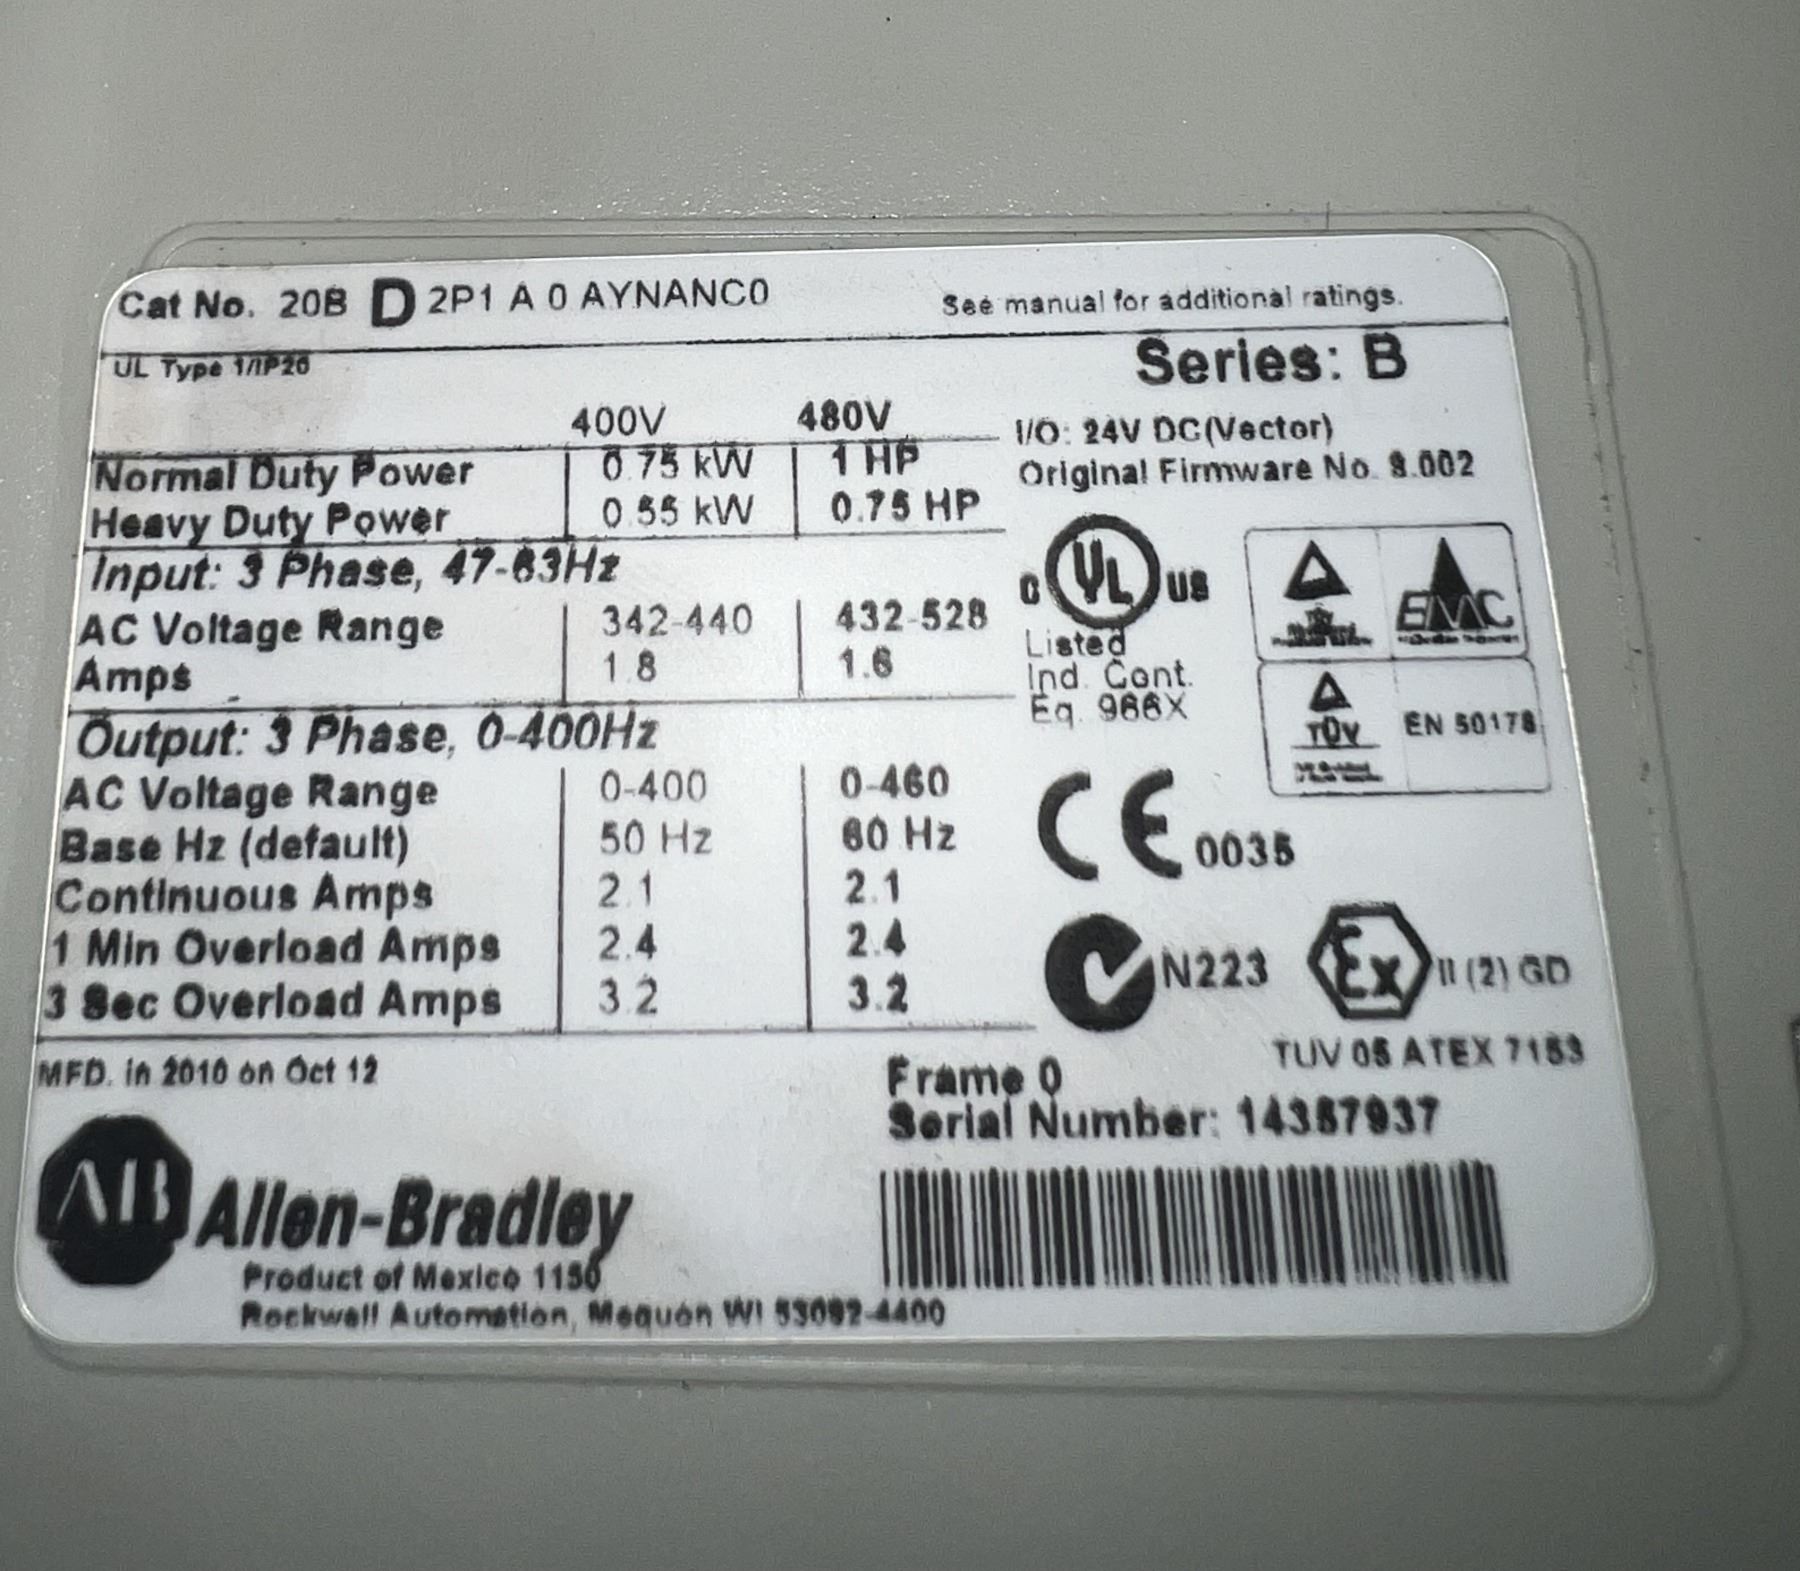 Cat No. 20B D 2P1 A 0 AYNANC0
See manual for additional ratings.
UL Type 1/IP20
Series: B
400V 480V
I/O: 24V DC(Vector)
Normal Duty Power 0.75 kW 1 HP
Original Firmware No. 8.002
Heavy Duty Power 0.55 kW 0.75 HP
Input: 3 Phase, 47-63Hz
AC Voltage Range 342-440 432-528
Amps 1.8 1.6
C UL US
Listed
Ind. Cont.
Eq. 966X
EMC
TÜV
EN 50178
Output: 3 Phase, 0-400Hz
AC Voltage Range 0-400 0-460
Base Hz (default) 50 Hz 60 Hz
Continuous Amps 2.1 2.1
1 Min Overload Amps 2.4 2.4
3 Sec Overload Amps 3.2 3.2
CE 0035
N223
Ex II (2) GD
TUV 05 ATEX 7153
MFD. in 2010 on Oct 12
Frame 0
Serial Number: 14387937
AB Allen-Bradley
Product of Mexico 1150
Rockwell Automation, Mequon WI 53092-4400